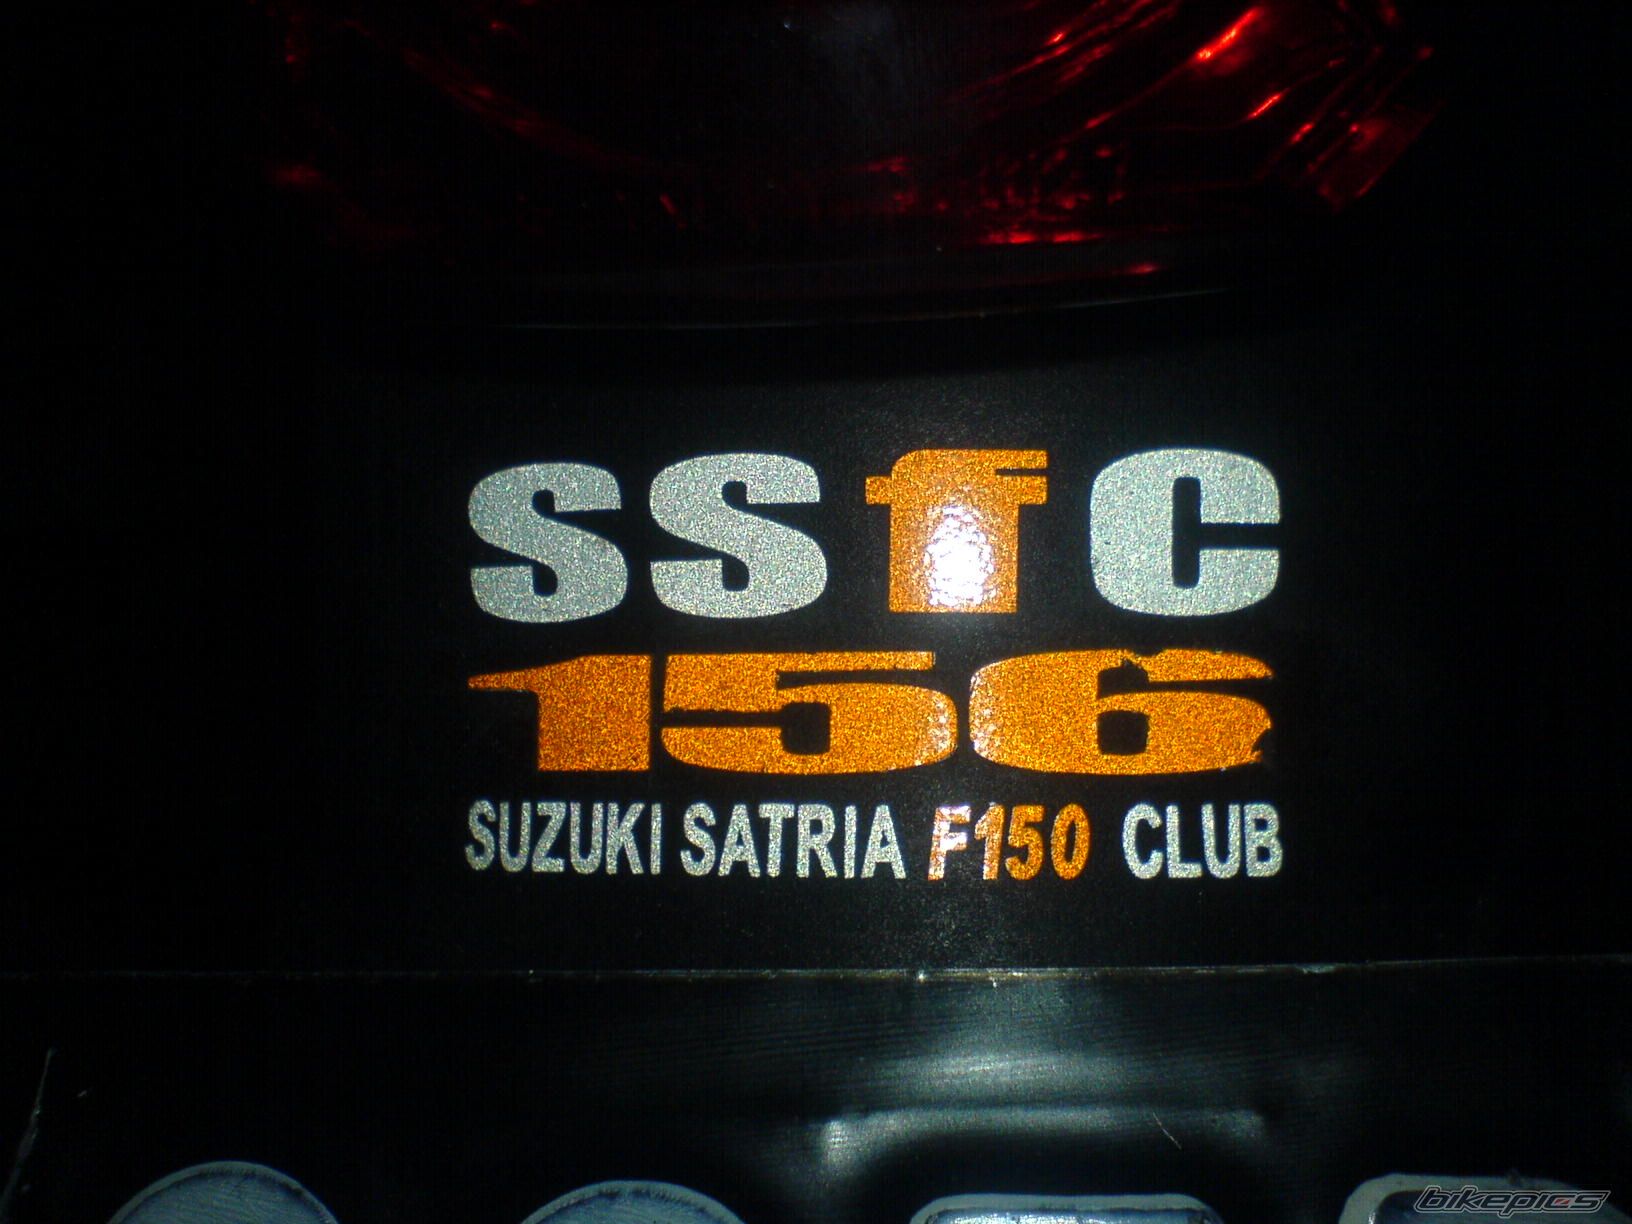 SSfC
156
SUZUKI SATRIA F150 CLUB
bikepics